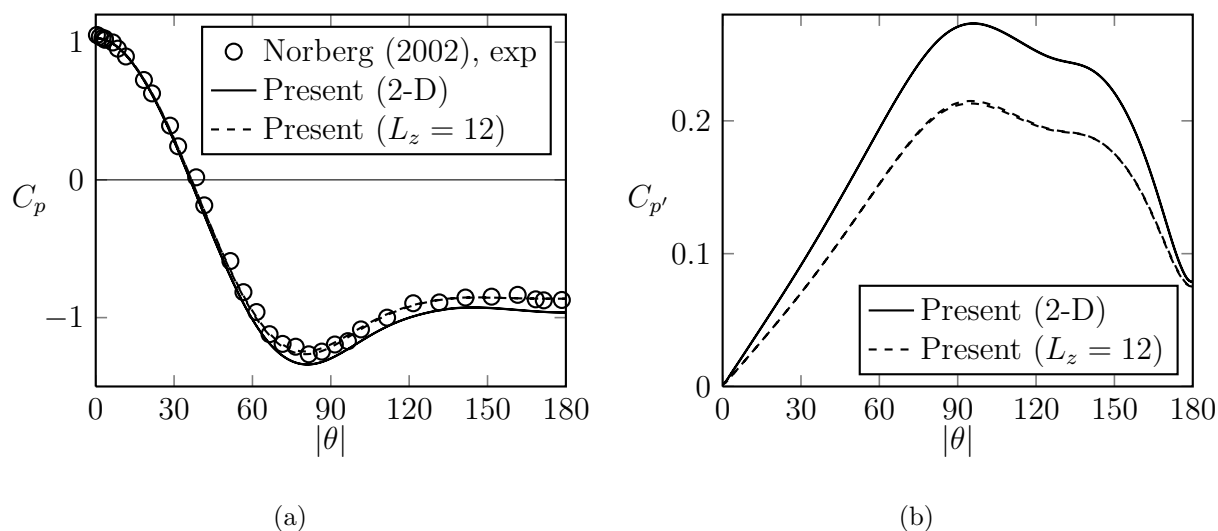 1
0
−1
C_p
0 30 60 90 120 150 180
|θ|
Norberg (2002), exp
Present (2-D)
Present (L_z = 12)
(a)
0.2
0.1
0
C_{p′}
0 30 60 90 120 150 180
|θ|
Present (2-D)
Present (L_z = 12)
(b)